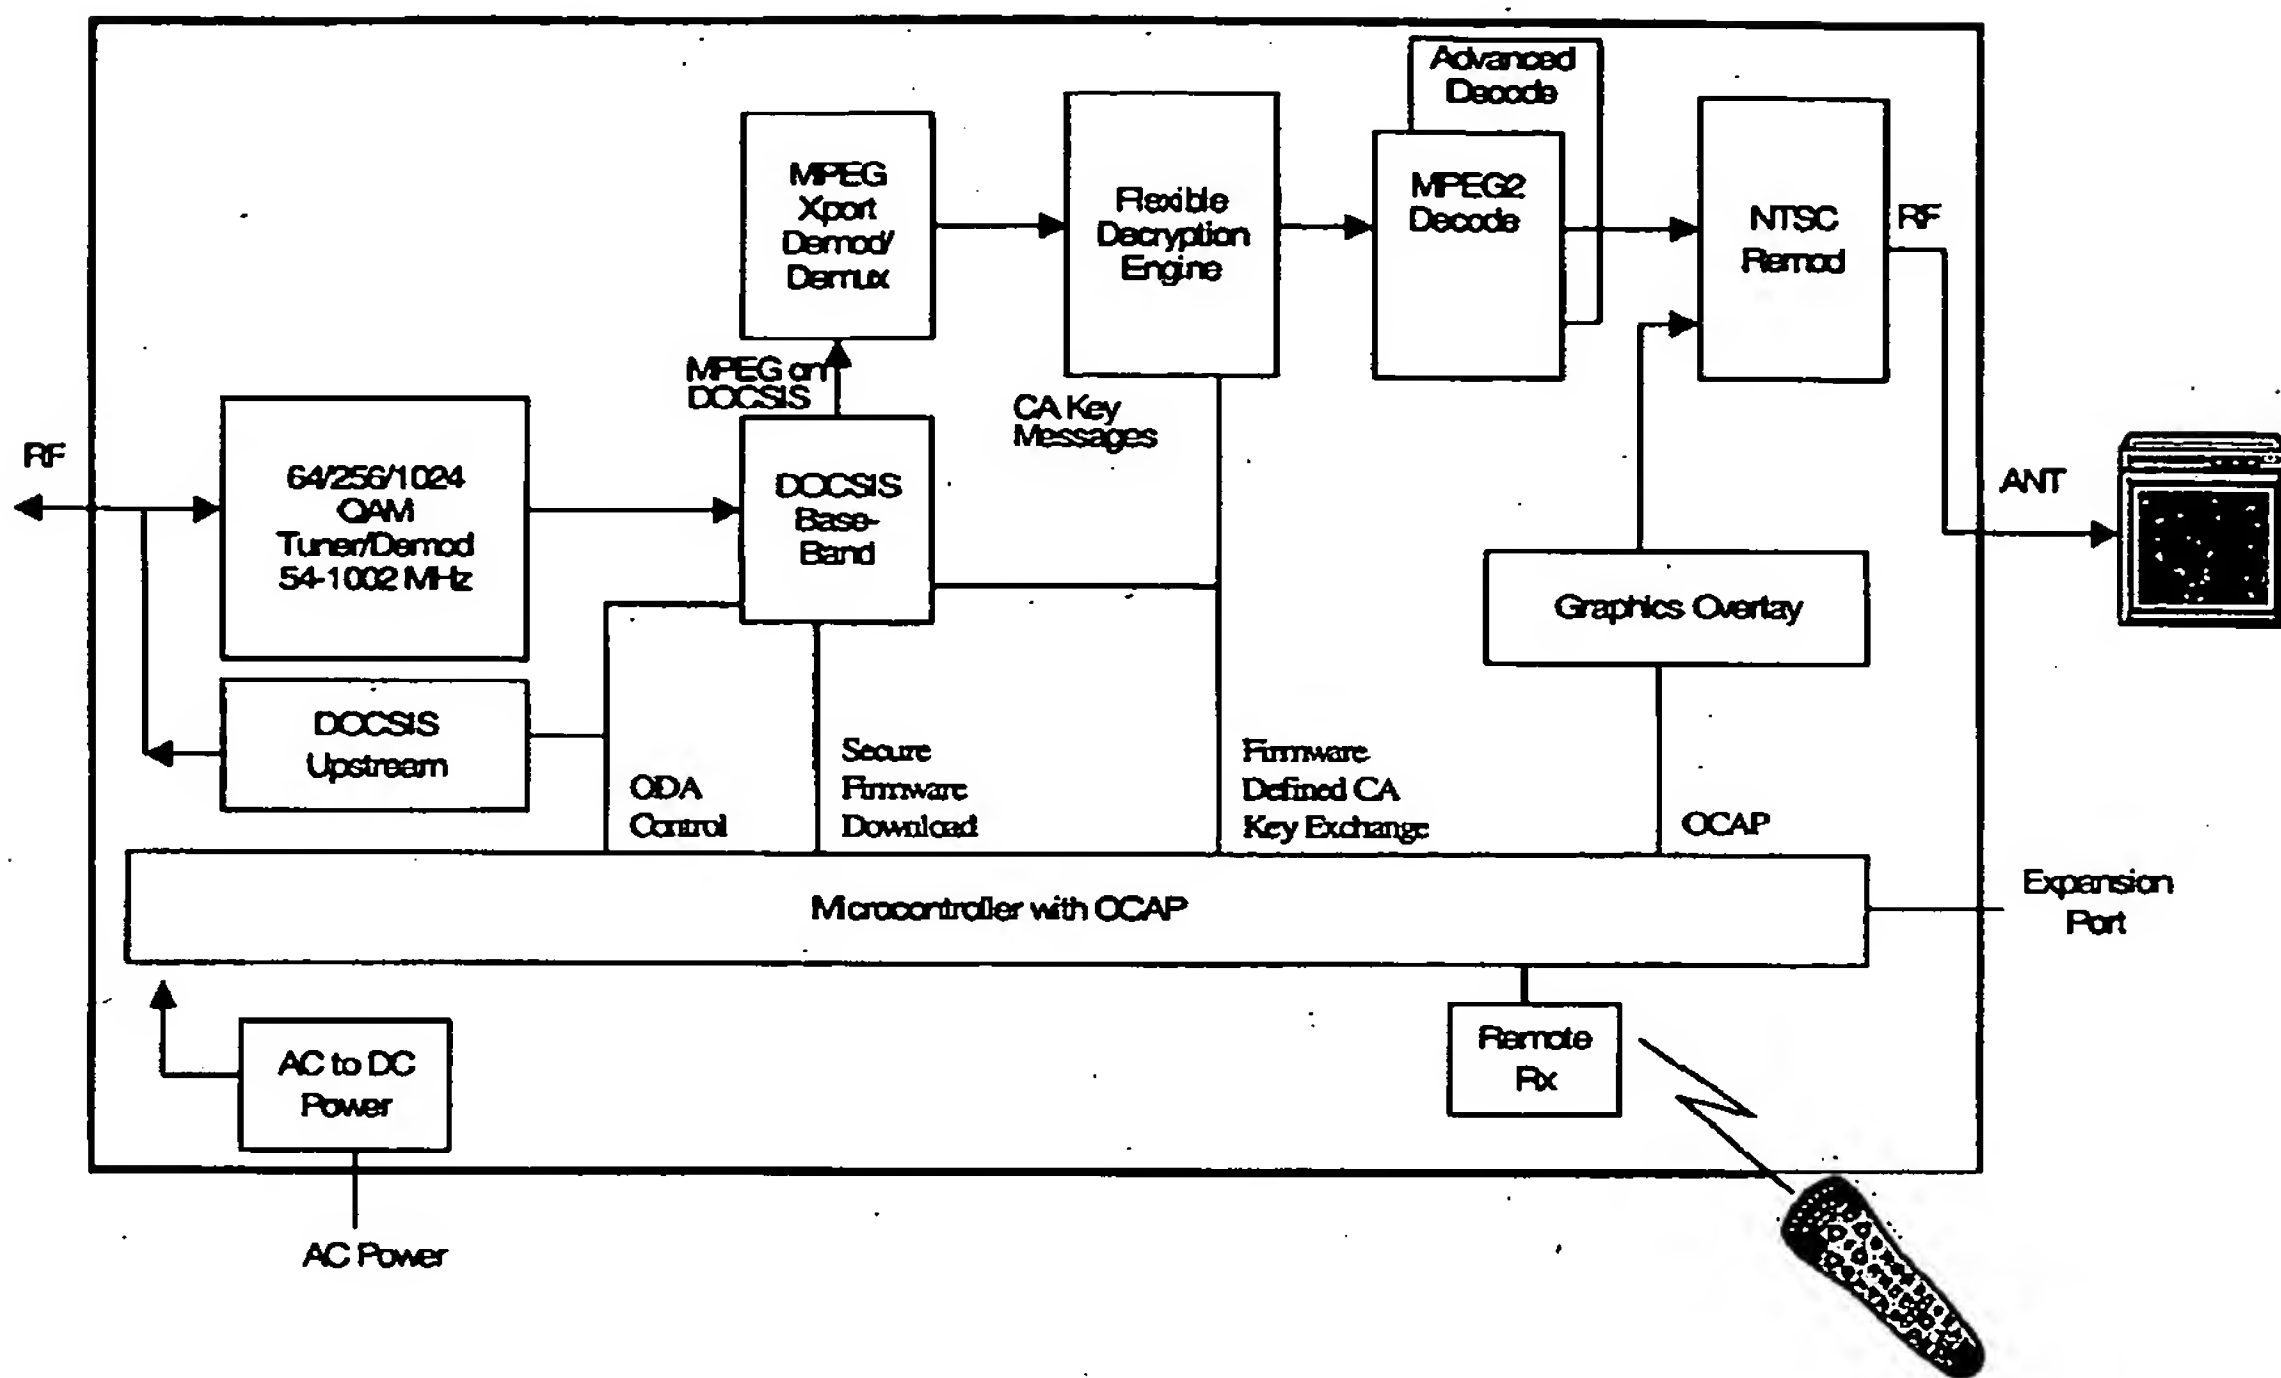 Advanced
Decode
MPEG
Xport
Demod/
Demux
Flexible
Decryption
Engine
MPEG2
Decode
NTSC
Remod
RF
MPEG on
DOCSIS
CA Key
Messages
RF
64/256/1024
QAM
Tuner/Demod
54-1002 MHz
DOCSIS
Base-
Band
ANT
Graphics Overlay
DOCSIS
Upstream
ODA
Control
Secure
Firmware
Download
Firmware
Defined CA
Key Exchange
OCAP
Microcontroller with OCAP
Expansion
Port
AC to DC
Power
Remote
Rx
AC Power